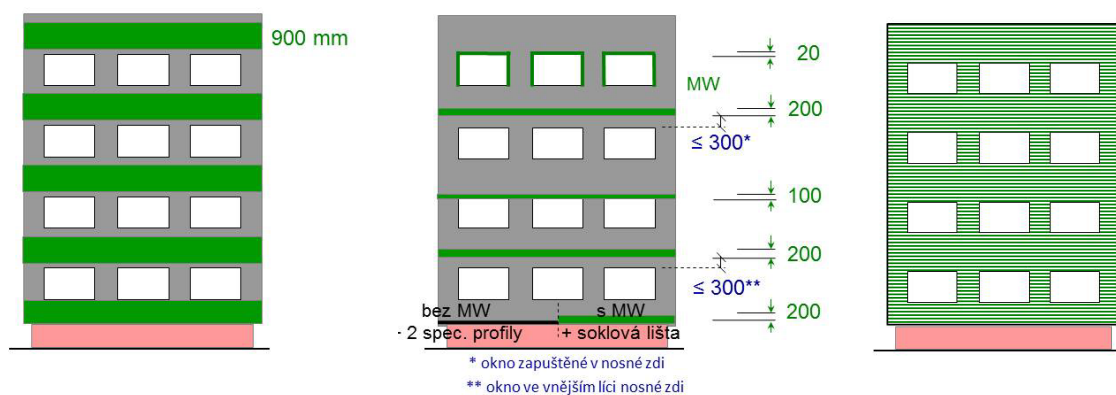 900 mm
20
MW
200
≤ 300*
100
200
≤ 300**
bez MW
s MW
200
- 2 spec. profily
+ soklová lišta
* okno zapuštěné v nosné zdi
** okno ve vnějším líci nosné zdi